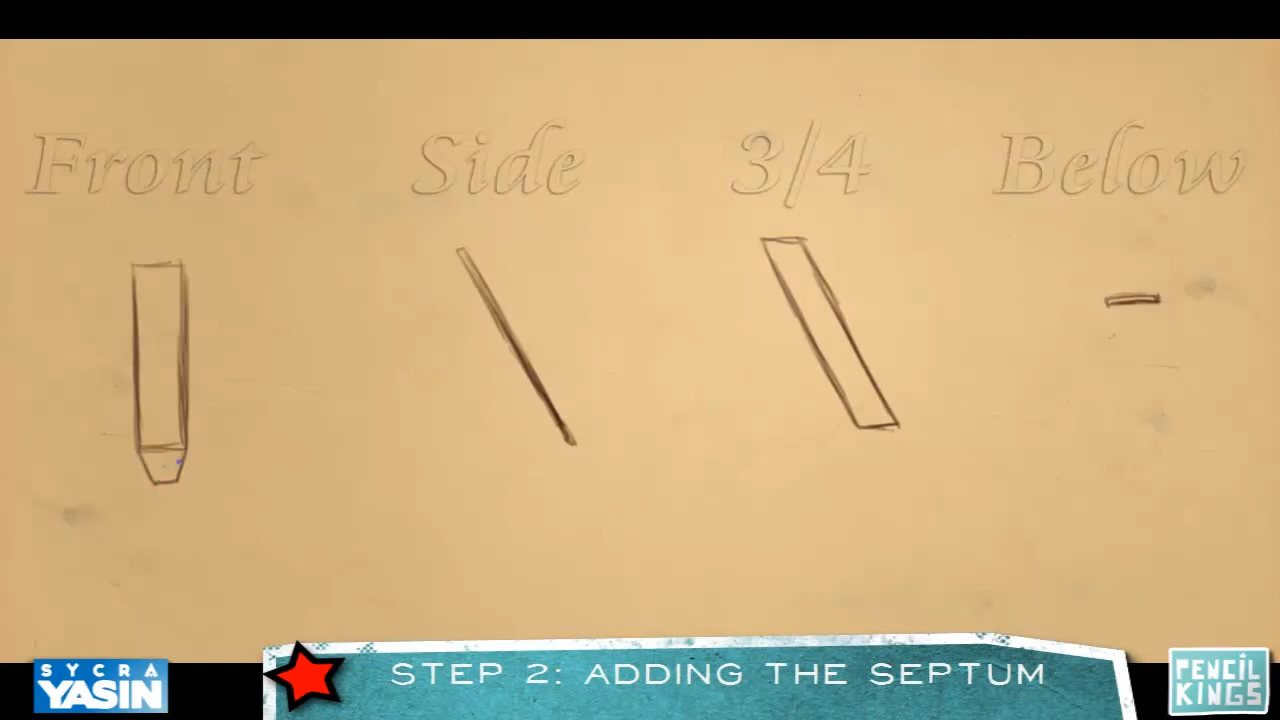 Front Side 3/4 Below
SYCRA
YASIN
STEP 2: ADDING THE SEPTUM
PENCIL
KINGS